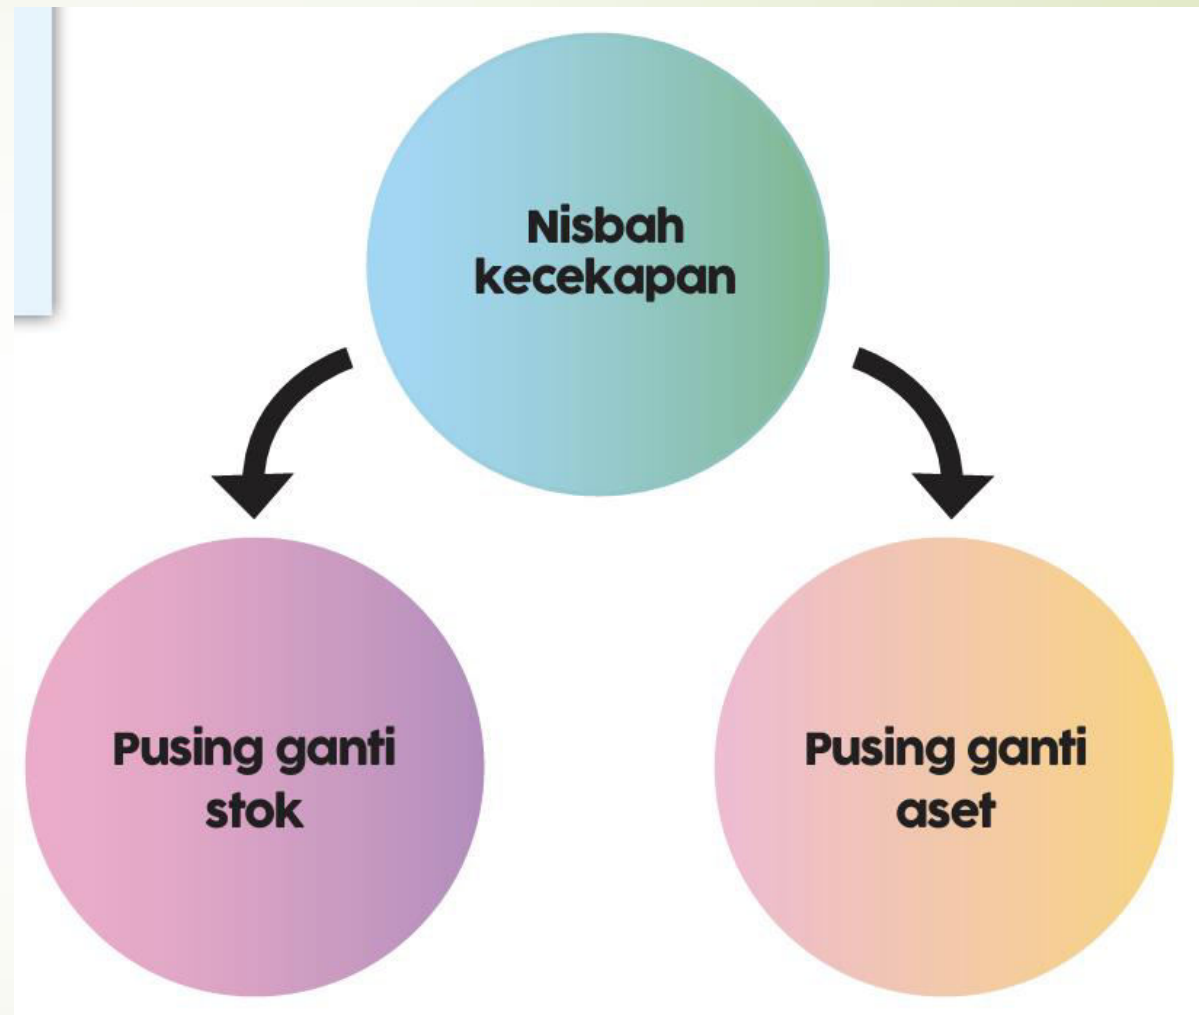 Nisbah
kecekapan
Pusing ganti
stok
Pusing ganti
aset